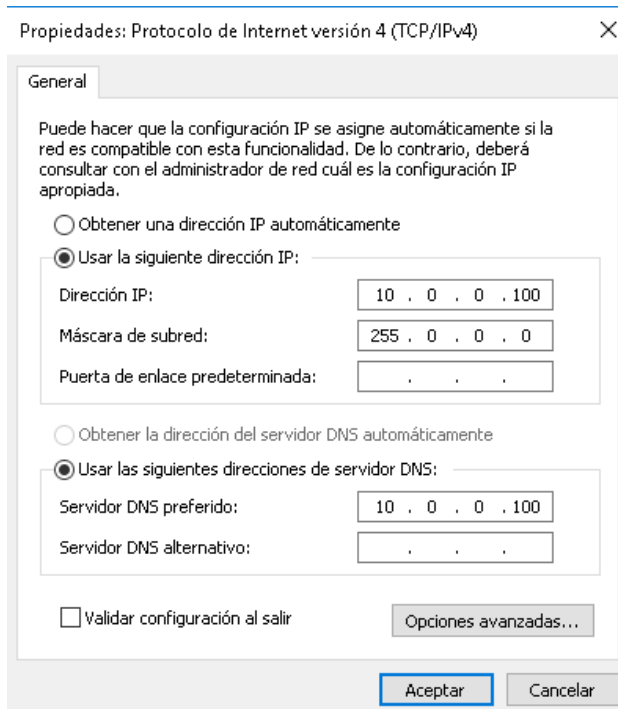 Propiedades: Protocolo de Internet versión 4 (TCP/IPv4)
General
Puede hacer que la configuración IP se asigne automáticamente si la
red es compatible con esta funcionalidad. De lo contrario, deberá
consultar con el administrador de red cuál es la configuración IP
apropiada.
Obtener una dirección IP automáticamente
Usar la siguiente dirección IP:
Dirección IP: 10 . 0 . 0 . 100
Máscara de subred: 255 . 0 . 0 . 0
Puerta de enlace predeterminada: . . .
Obtener la dirección del servidor DNS automáticamente
Usar las siguientes direcciones de servidor DNS:
Servidor DNS preferido: 10 . 0 . 0 . 100
Servidor DNS alternativo: . . .
Validar configuración al salir Opciones avanzadas...
Aceptar Cancelar